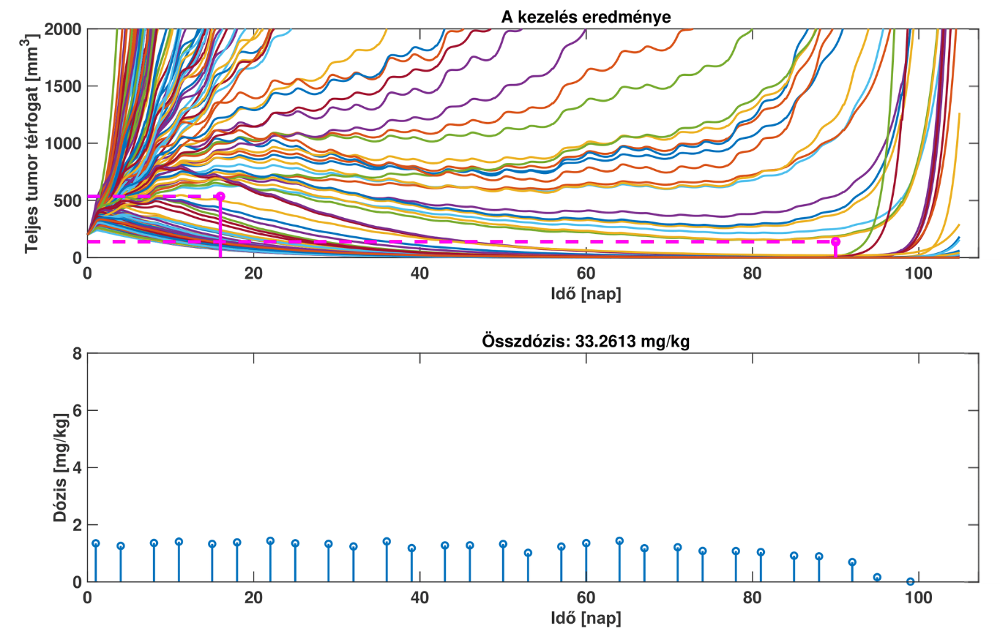 A kezelés eredménye
Teljes tumor térfogat [mm³]
2000
1500
1000
500
0
0 20 40 60 80 100
Idő [nap]
Összdózis: 33.2613 mg/kg
Dózis [mg/kg]
8
6
4
2
0
0 20 40 60 80 100
Idő [nap]